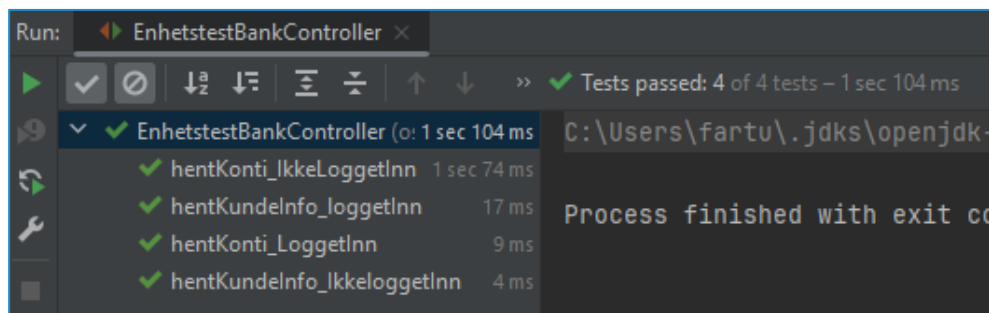 Run: EnhetstestBankController
Tests passed: 4 of 4 tests – 1 sec 104 ms
EnhetstestBankController (o: 1 sec 104 ms
hentKonti_IkkeLoggetInn 1 sec 74 ms
hentKundeInfo_loggetInn 17 ms
hentKonti_LoggetInn 9 ms
hentKundeInfo_IkkeloggetInn 4 ms
C:\Users\fartu\.jdks\openjdk-
Process finished with exit co